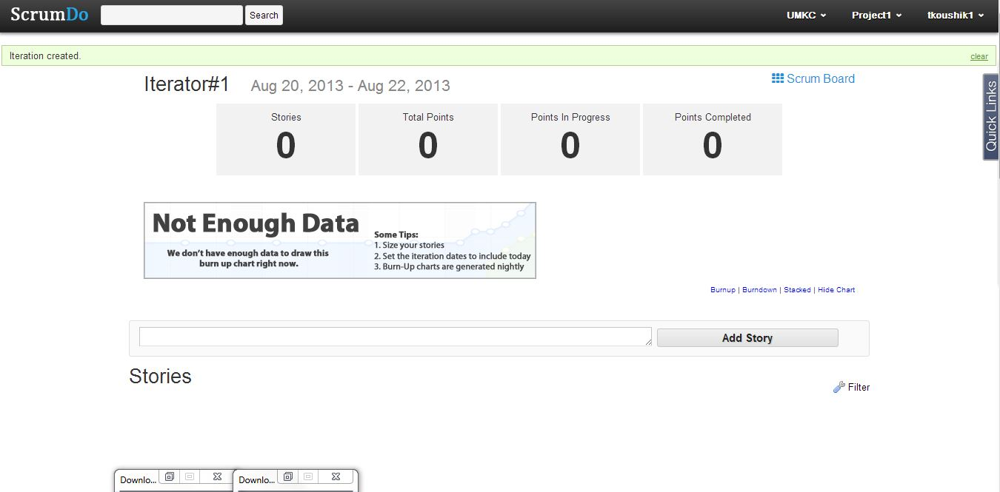 ScrumDo Search UMKC Project1 tkoushik1
Iteration created. clear
Iterator#1 Aug 20, 2013 - Aug 22, 2013 Scrum Board
Quick Links
Stories Total Points Points In Progress Points Completed
0 0 0 0
Not Enough Data
We don't have enough data to draw this
burn up chart right now.
Some Tips:
1. Size your stories
2. Set the iteration dates to include today
3. Burn-Up charts are generated nightly
Burnup | Burndown | Stacked | Hide Chart
Add Story
Stories
Filter
Downlo... Downlo...